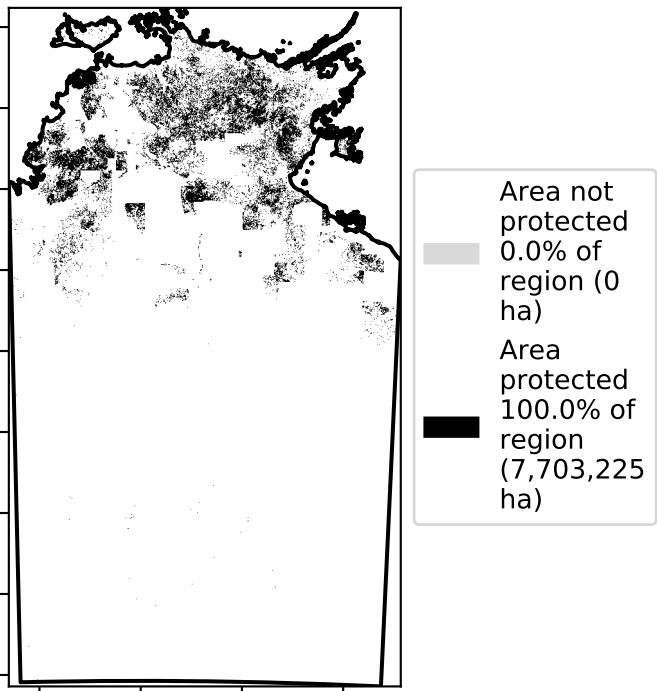 Area not
protected
0.0% of
region (0
ha)
Area
protected
100.0% of
region
(7,703,225
ha)